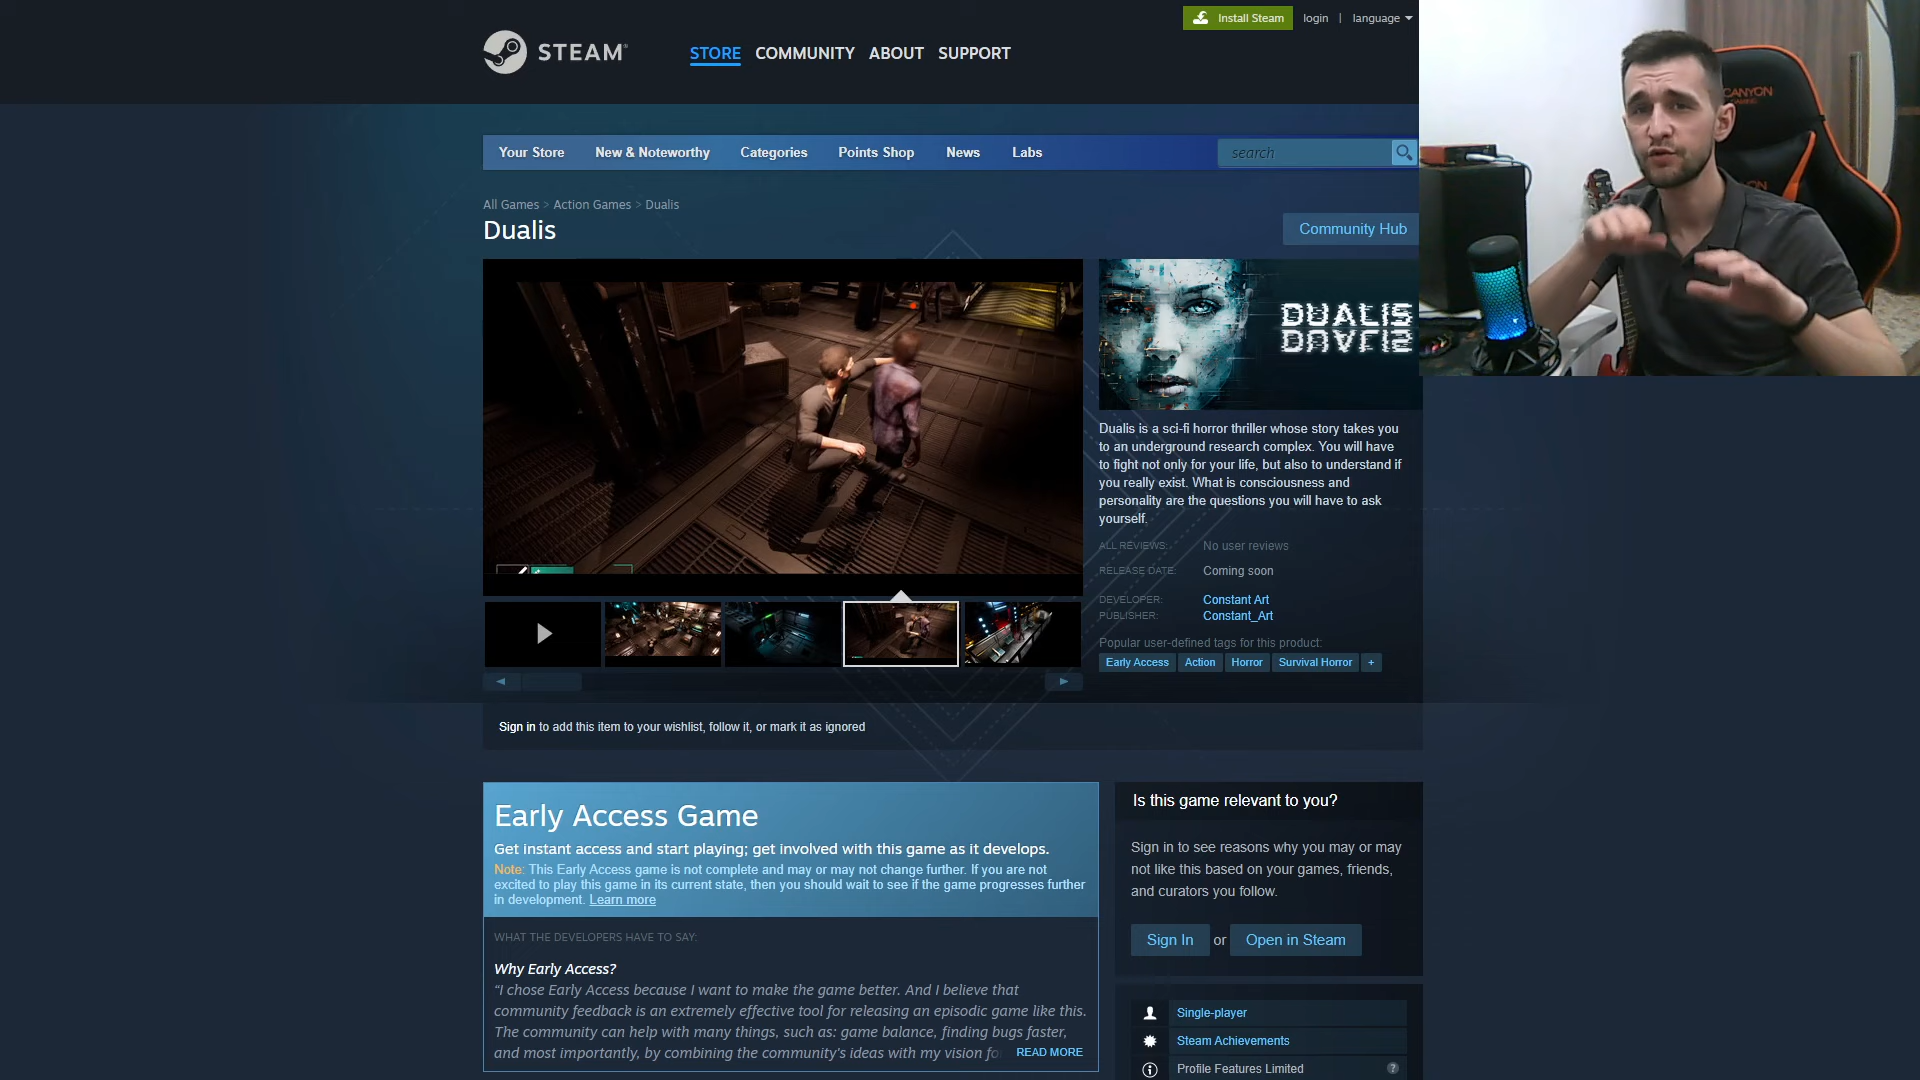 Install Steam
login | language
STEAM
STORE COMMUNITY ABOUT SUPPORT
CANYON
GAMING
Your Store New & Noteworthy Categories Points Shop News Labs search
All Games > Action Games > Dualis
Dualis
Community Hub
DUALIS
Dualis is a sci-fi horror thriller whose story takes you
to an underground research complex. You will have
to fight not only for your life, but also to understand if
you really exist. What is consciousness and
personality are the questions you will have to ask
yourself.
ALL REVIEWS: No user reviews
RELEASE DATE: Coming soon
DEVELOPER: Constant Art
PUBLISHER: Constant_Art
Popular user-defined tags for this product:
Early Access Action Horror Survival Horror +
Sign in to add this item to your wishlist, follow it, or mark it as ignored
Early Access Game
Get instant access and start playing; get involved with this game as it develops.
Note: This Early Access game is not complete and may or may not change further. If you are not
excited to play this game in its current state, then you should wait to see if the game progresses further
in development. Learn more
WHAT THE DEVELOPERS HAVE TO SAY:
Why Early Access?
“I chose Early Access because I want to make the game better. And I believe that
community feedback is an extremely effective tool for releasing an episodic game like this.
The community can help with many things, such as: game balance, finding bugs faster,
and most importantly, by combining the community's ideas with my vision fo READ MORE
Is this game relevant to you?
Sign in to see reasons why you may or may
not like this based on your games, friends,
and curators you follow.
Sign In or Open in Steam
Single-player
Steam Achievements
Profile Features Limited ?